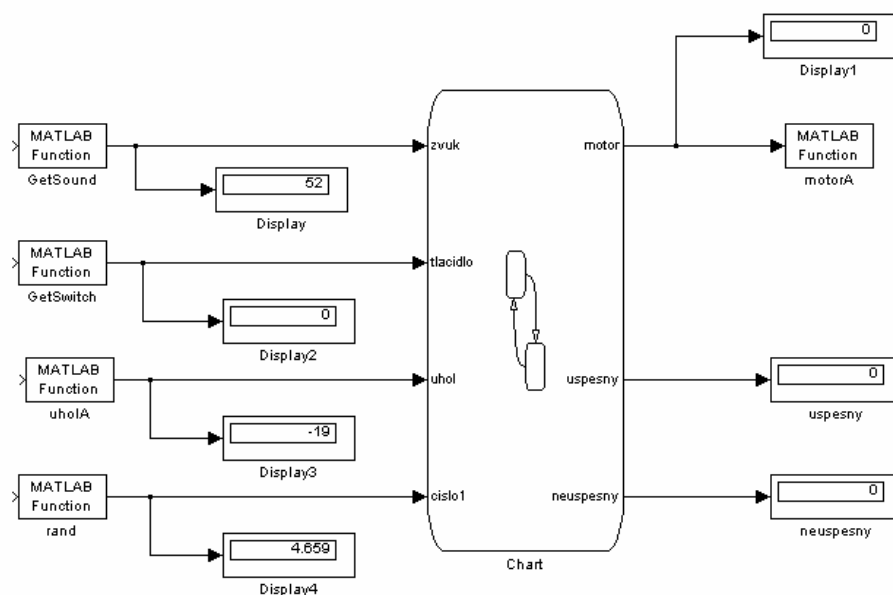 0
Display1
MATLAB
Function
GetSound
zvuk
motor
MATLAB
Function
motorA
52
Display
MATLAB
Function
GetSwitch
tlacidlo
0
Display2
MATLAB
Function
uholA
uhol
uspesny
0
uspesny
-19
Display3
MATLAB
Function
rand
cislo1
neuspesny
0
neuspesny
4.659
Display4
Chart